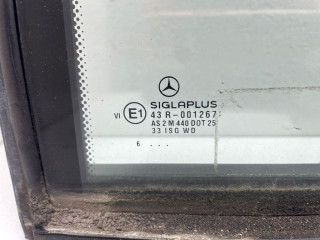 SIGLAPLUS
VI E1 43 R-001267
AS 2 M 440 DOT 25
33 ISG WD
6 . . .